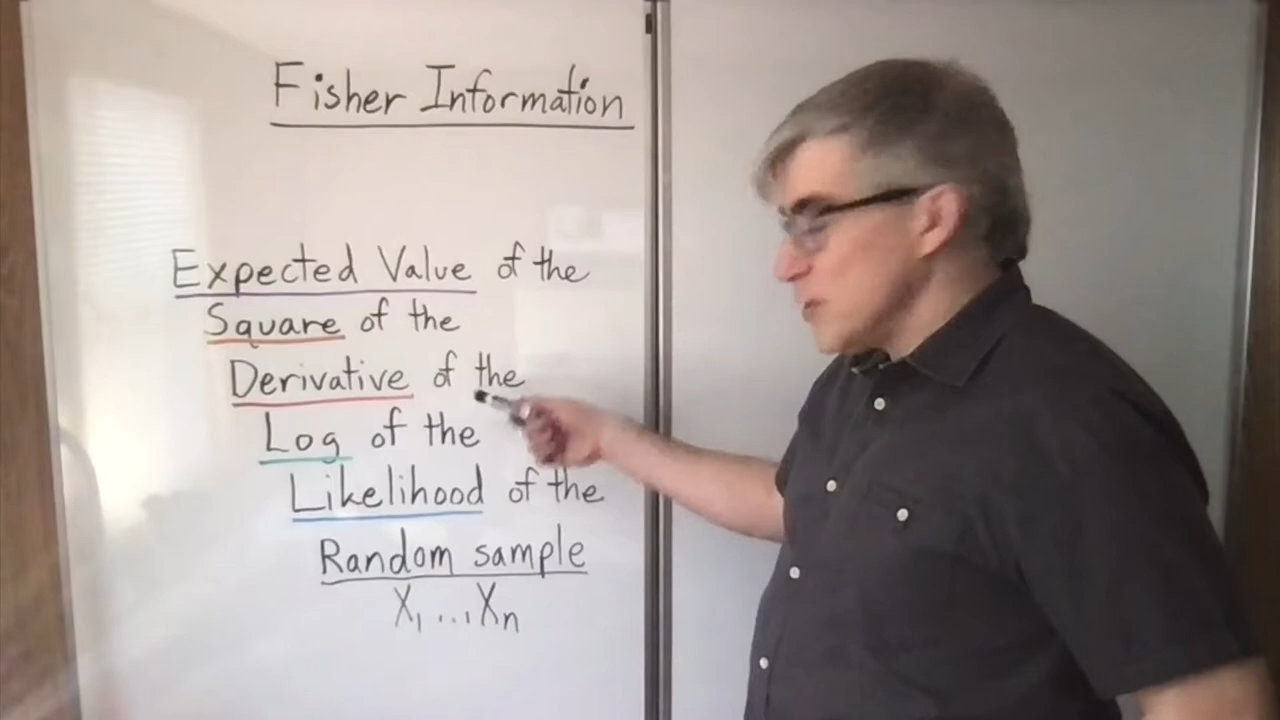 Fisher Information
Expected Value of the
Square of the
Derivative of the
Log of the
Likelihood of the
Random sample
X₁ ... Xₙ